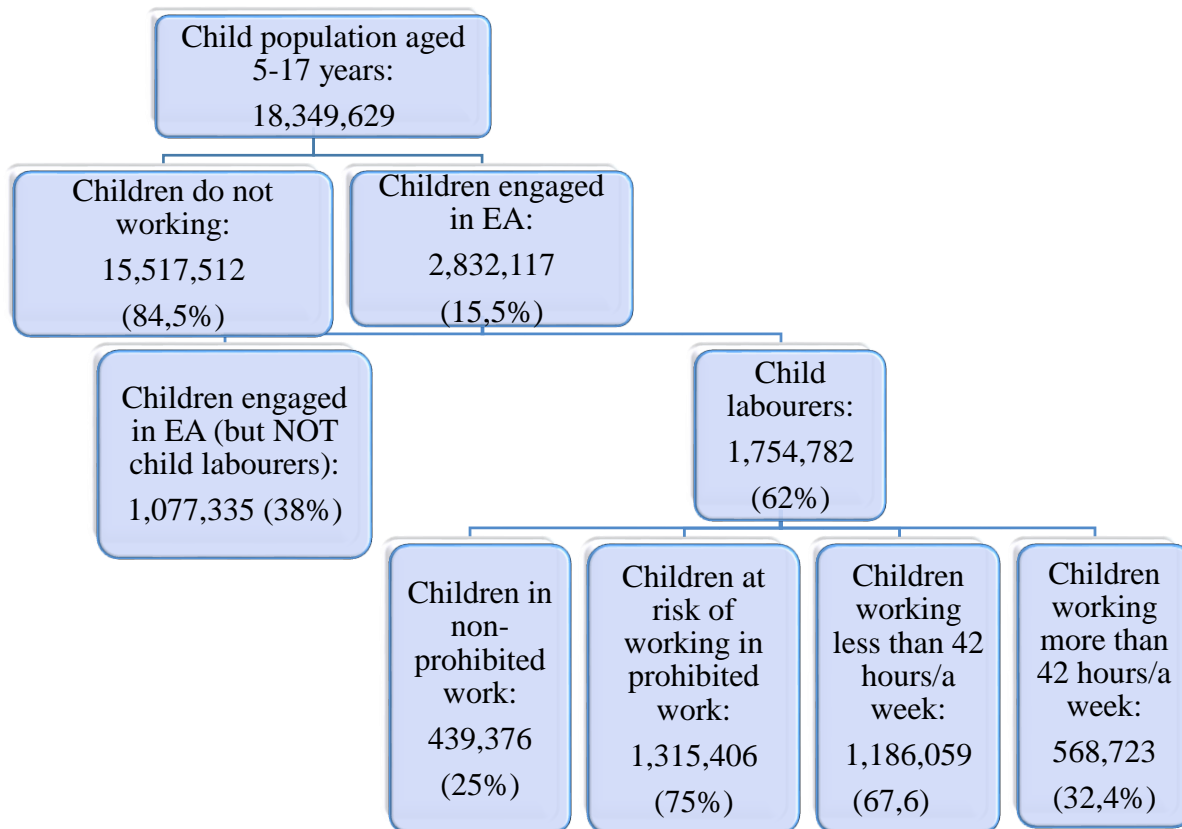 Child population aged
5-17 years:
18,349,629
Children do not
working:
15,517,512
(84,5%)
Children engaged
in EA:
2,832,117
(15,5%)
Children engaged
in EA (but NOT
child labourers):
1,077,335 (38%)
Child
labourers:
1,754,782
(62%)
Children in
non-
prohibited
work:
439,376
(25%)
Children at
risk of
working in
prohibited
work:
1,315,406
(75%)
Children
working
less than 42
hours/a
week:
1,186,059
(67,6)
Children
working
more than
42 hours/a
week:
568,723
(32,4%)